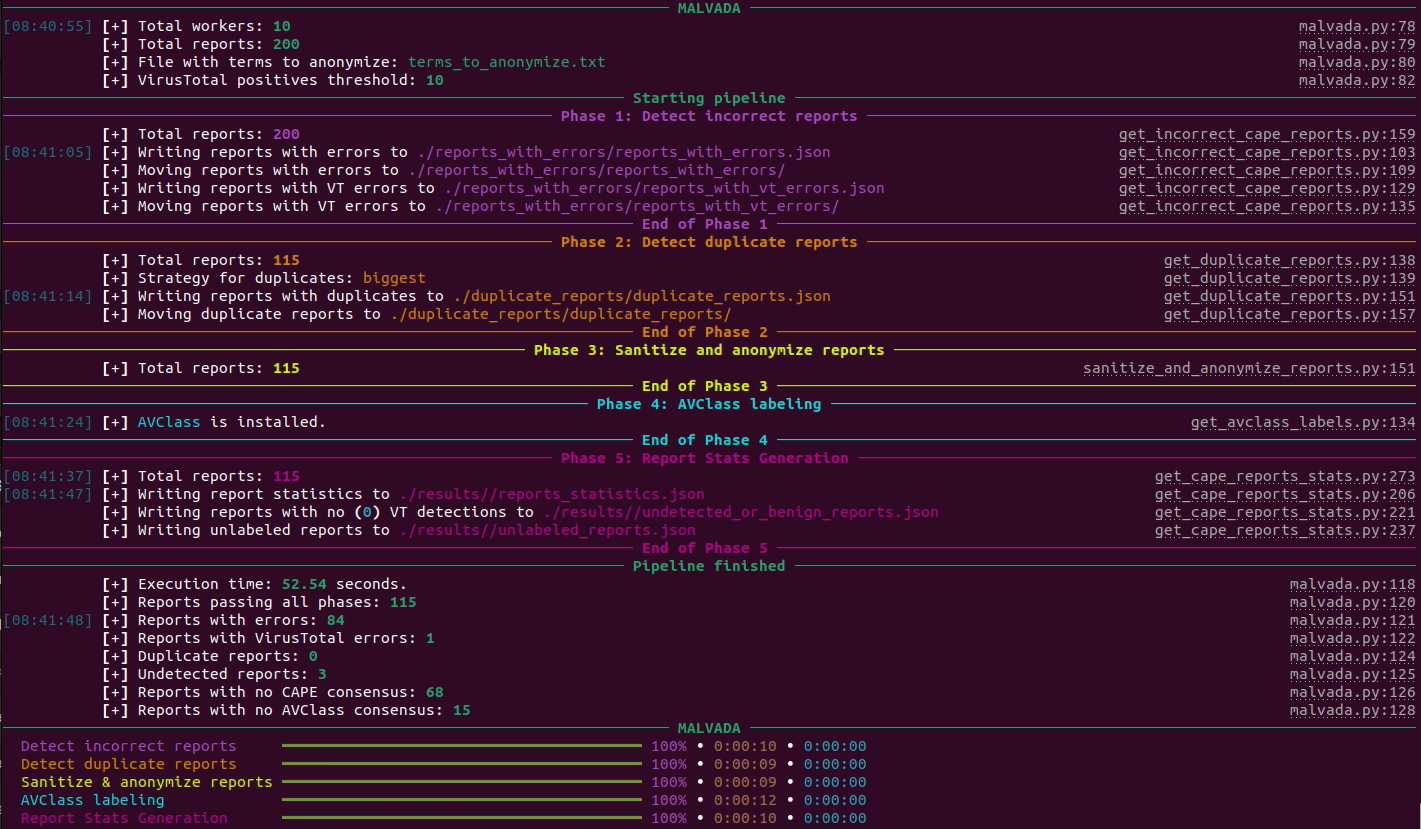 MALVADA
[08:40:55] [+] Total workers: 10 malvada.py:78
[+] Total reports: 200 malvada.py:79
[+] File with terms to anonymize: terms_to_anonymize.txt malvada.py:80
[+] VirusTotal positives threshold: 10 malvada.py:82
Starting pipeline
Phase 1: Detect incorrect reports
[+] Total reports: 200 get_incorrect_cape_reports.py:159
[08:41:05] [+] Writing reports with errors to ./reports_with_errors/reports_with_errors.json get_incorrect_cape_reports.py:103
[+] Moving reports with errors to ./reports_with_errors/reports_with_errors/ get_incorrect_cape_reports.py:109
[+] Writing reports with VT errors to ./reports_with_errors/reports_with_vt_errors.json get_incorrect_cape_reports.py:129
[+] Moving reports with VT errors to ./reports_with_errors/reports_with_vt_errors/ get_incorrect_cape_reports.py:135
End of Phase 1
Phase 2: Detect duplicate reports
[+] Total reports: 115 get_duplicate_reports.py:138
[+] Strategy for duplicates: biggest get_duplicate_reports.py:139
[08:41:14] [+] Writing reports with duplicates to ./duplicate_reports/duplicate_reports.json get_duplicate_reports.py:151
[+] Moving duplicate reports to ./duplicate_reports/duplicate_reports/ get_duplicate_reports.py:157
End of Phase 2
Phase 3: Sanitize and anonymize reports
[+] Total reports: 115 sanitize_and_anonymize_reports.py:151
End of Phase 3
Phase 4: AVClass labeling
[08:41:24] [+] AVClass is installed. get_avclass_labels.py:134
End of Phase 4
Phase 5: Report Stats Generation
[08:41:37] [+] Total reports: 115 get_cape_reports_stats.py:273
[08:41:47] [+] Writing report statistics to ./results//reports_statistics.json get_cape_reports_stats.py:206
[+] Writing reports with no (0) VT detections to ./results//undetected_or_benign_reports.json get_cape_reports_stats.py:221
[+] Writing unlabeled reports to ./results//unlabeled_reports.json get_cape_reports_stats.py:237
End of Phase 5
Pipeline finished
[+] Execution time: 52.54 seconds. malvada.py:118
[+] Reports passing all phases: 115 malvada.py:120
[08:41:48] [+] Reports with errors: 84 malvada.py:121
[+] Reports with VirusTotal errors: 1 malvada.py:122
[+] Duplicate reports: 0 malvada.py:124
[+] Undetected reports: 3 malvada.py:125
[+] Reports with no CAPE consensus: 68 malvada.py:126
[+] Reports with no AVClass consensus: 15 malvada.py:128
MALVADA
Detect incorrect reports 100% • 0:00:10 • 0:00:00
Detect duplicate reports 100% • 0:00:09 • 0:00:00
Sanitize & anonymize reports 100% • 0:00:09 • 0:00:00
AVClass labeling 100% • 0:00:12 • 0:00:00
Report Stats Generation 100% • 0:00:10 • 0:00:00